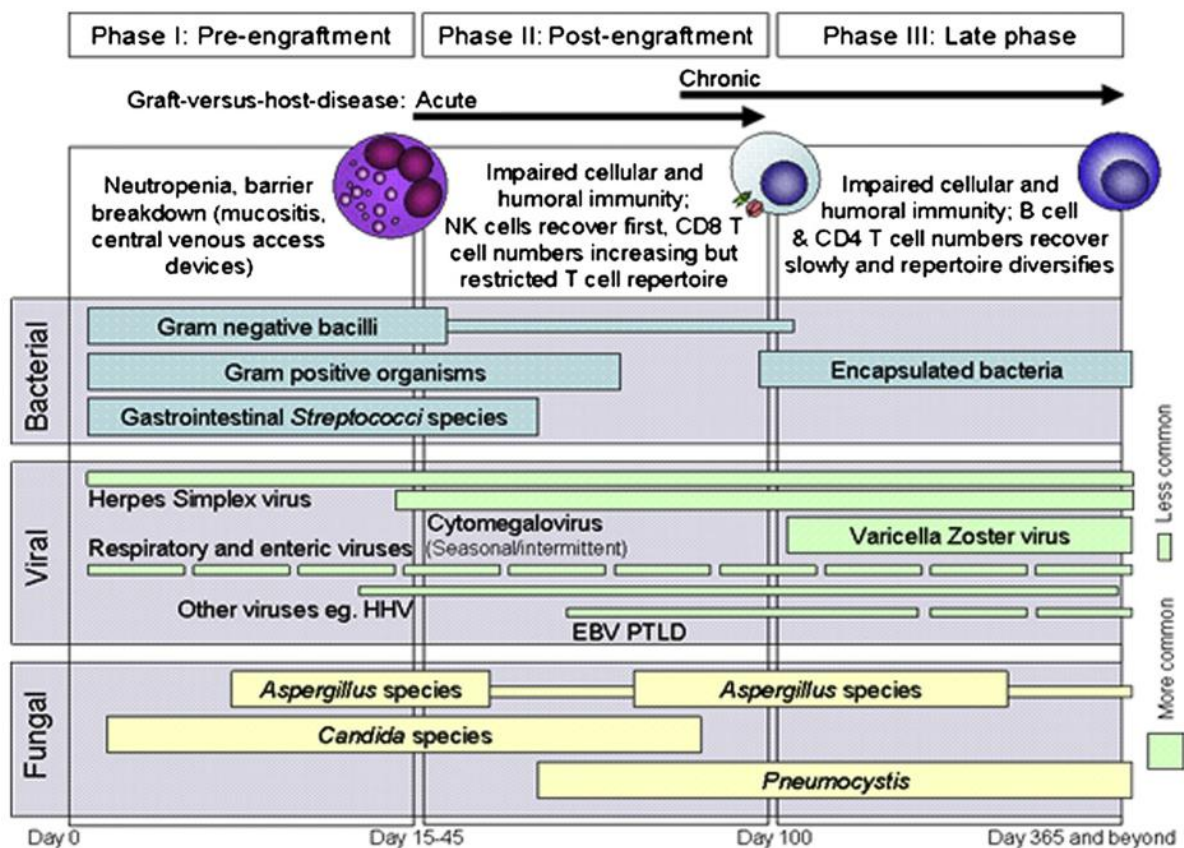 Phase I: Pre-engraftment
Phase II: Post-engraftment
Phase III: Late phase
Chronic
Graft-versus-host-disease: Acute
Neutropenia, barrier
breakdown (mucositis,
central venous access
devices)
Impaired cellular and
humoral immunity;
NK cells recover first, CD8 T
cell numbers increasing but
restricted T cell repertoire
Impaired cellular and
humoral immunity; B cell
& CD4 T cell numbers recover
slowly and repertoire diversifies
Bacterial
Gram negative bacilli
Gram positive organisms
Encapsulated bacteria
Gastrointestinal Streptococci species
Viral
Herpes Simplex virus
Cytomegalovirus
(Seasonal/intermittent)
Varicella Zoster virus
Respiratory and enteric viruses
Other viruses eg. HHV
EBV PTLD
Fungal
Aspergillus species
Aspergillus species
Candida species
Pneumocystis
Less common
More common
Day 0
Day 15-45
Day 100
Day 365 and beyond